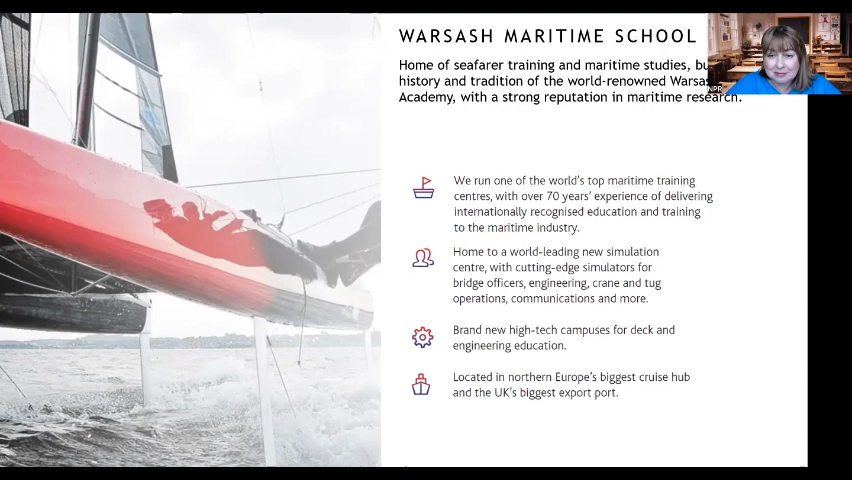 WARSASH MARITIME SCHOOL
Home of seafarer training and maritime studies,
history and tradition of the world-renowned
Academy, with a strong reputation in maritime research.
NPR
We run one of the world's top maritime training
centres, with over 70 years' experience of delivering
internationally recognised education and training
to the maritime industry.
Home to a world-leading new simulation
centre, with cutting-edge simulators for
bridge officers, engineering, crane and tug
operations, communications and more.
Brand new high-tech campuses for deck and
engineering education.
Located in northern Europe's biggest cruise hub
and the UK's biggest export port.